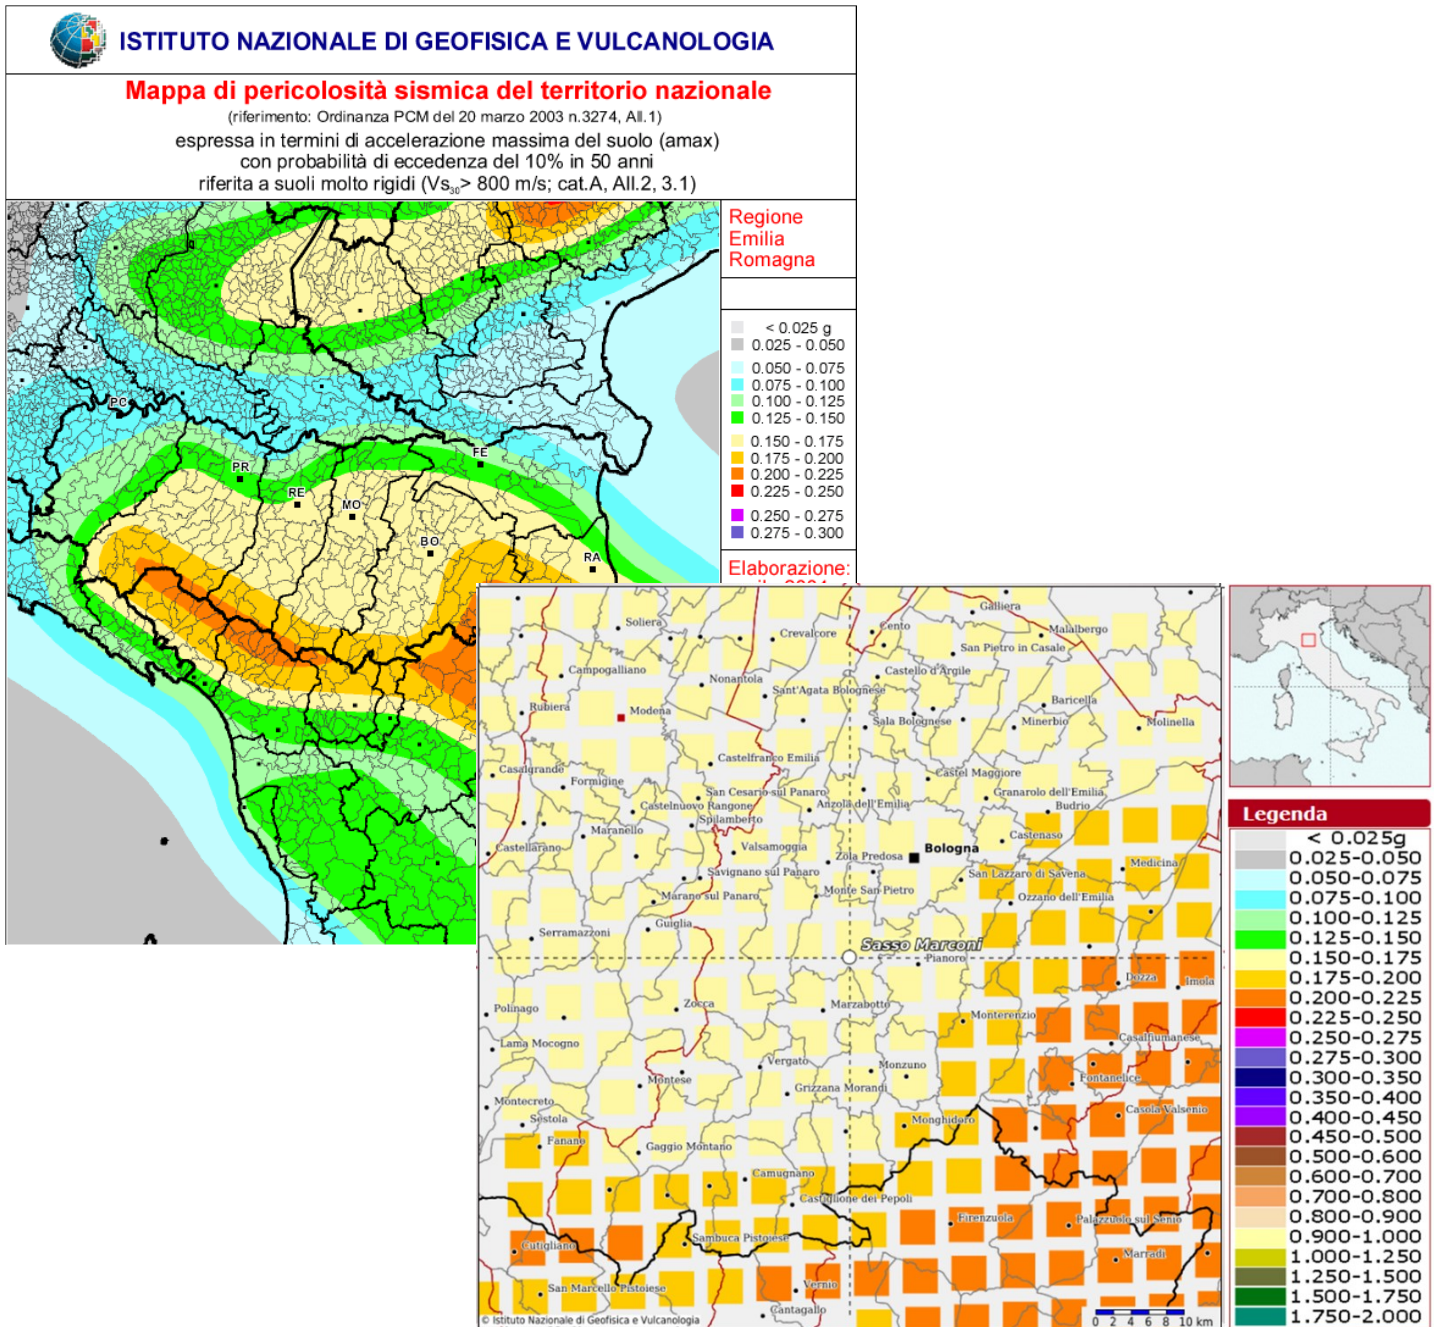 ISTITUTO NAZIONALE DI GEOFISICA E VULCANOLOGIA
Mappa di pericolosità sismica del territorio nazionale
(riferimento: Ordinanza PCM del 20 marzo 2003 n.3274, All.1)
espressa in termini di accelerazione massima del suolo (amax)
con probabilità di eccedenza del 10% in 50 anni
riferita a suoli molto rigidi (Vs₃₀> 800 m/s; cat.A, All.2, 3.1)
Regione
Emilia
Romagna
< 0.025 g
0.025 - 0.050
0.050 - 0.075
0.075 - 0.100
0.100 - 0.125
0.125 - 0.150
0.150 - 0.175
0.175 - 0.200
0.200 - 0.225
0.225 - 0.250
0.250 - 0.275
0.275 - 0.300
Elaborazione:
PC
PR
RE
MO
FE
BO
RA
Galliera
Soliera
Crevalcore
Cento
Malalbergo
San Pietro in Casale
Campogalliano
Castello d'Argile
Nonantola
Sant'Agata Bolognese
Baricella
Rubiera
Modena
Sala Bolognese
Minerbio
Molinella
Castelfranco Emilia
Casalgrande
Formigine
Castel Maggiore
San Cesario sul Panaro
Granarolo dell'Emilia
Castelnuovo Rangone
Anzola dell'Emilia
Budrio
Spilamberto
Maranello
Castenaso
Castellarano
Valsamoggia
Zola Predosa
Bologna
Medicina
Savignano sul Panaro
San Lazzaro di Savena
Marano sul Panaro
Monte San Pietro
Ozzano dell'Emilia
Guiglia
Serramazzoni
Sasso Marconi
Pianoro
Dozza
Imola
Polinago
Zocca
Marzabotto
Monterenzio
Lama Mocogno
Casalfiumanese
Vergato
Monzuno
Montese
Grizzana Morandi
Fontanelice
Montecreto
Sestola
Monghidoro
Casola Valsenio
Fanano
Gaggio Montano
Camugnano
Castiglione dei Pepoli
Firenzuola
Palazzuolo sul Senio
Cutigliano
Sambuca Pistoiese
Marradi
San Marcello Pistoiese
Vernio
Cantagallo
© Istituto Nazionale di Geofisica e Vulcanologia
0 2 4 6 8 10 km
Legenda
< 0.025g
0.025-0.050
0.050-0.075
0.075-0.100
0.100-0.125
0.125-0.150
0.150-0.175
0.175-0.200
0.200-0.225
0.225-0.250
0.250-0.275
0.275-0.300
0.300-0.350
0.350-0.400
0.400-0.450
0.450-0.500
0.500-0.600
0.600-0.700
0.700-0.800
0.800-0.900
0.900-1.000
1.000-1.250
1.250-1.500
1.500-1.750
1.750-2.000